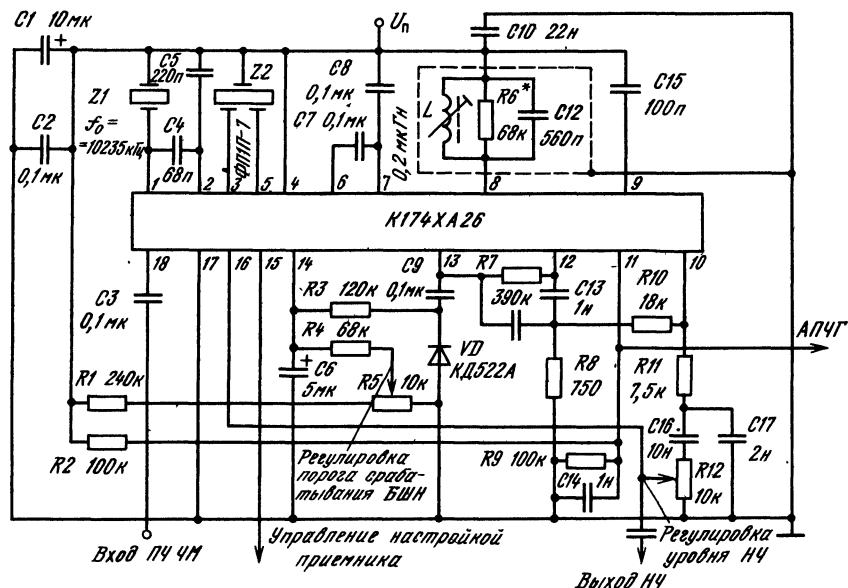 C1 10мк
+
Uп
C10 22н
C5
220п
Z2
C8
0,1мк
C15
100п
Z1
f₀ =
=10235кГц
C2
0,1мк
C4
68п
ФП1П-7
C7 0,1мк
0,2мкГн
L
R6*
68к
C12
560п
1 2 3 5 4 6 7 8 9
К174ХА26
18 17 16 15 14 13 12 11 10
C3
0,1мк
C9
0,1мк
R7
390к
C13
1н
R10
18к
АПЧГ
R3 120к
R4
68к
+
C6
5мк
VD
КД522А
R8
750
R11
7,5к
R1 240к
R5
10к
R2
100к
C16
10н
C17
2н
R9 100к
C14 1н
R12
10к
Регулировка
порога сраба-
тывания БШН
Вход ПЧ ЧМ
Управление настройкой
приемника
Регулировка
уровня НЧ
Выход НЧ